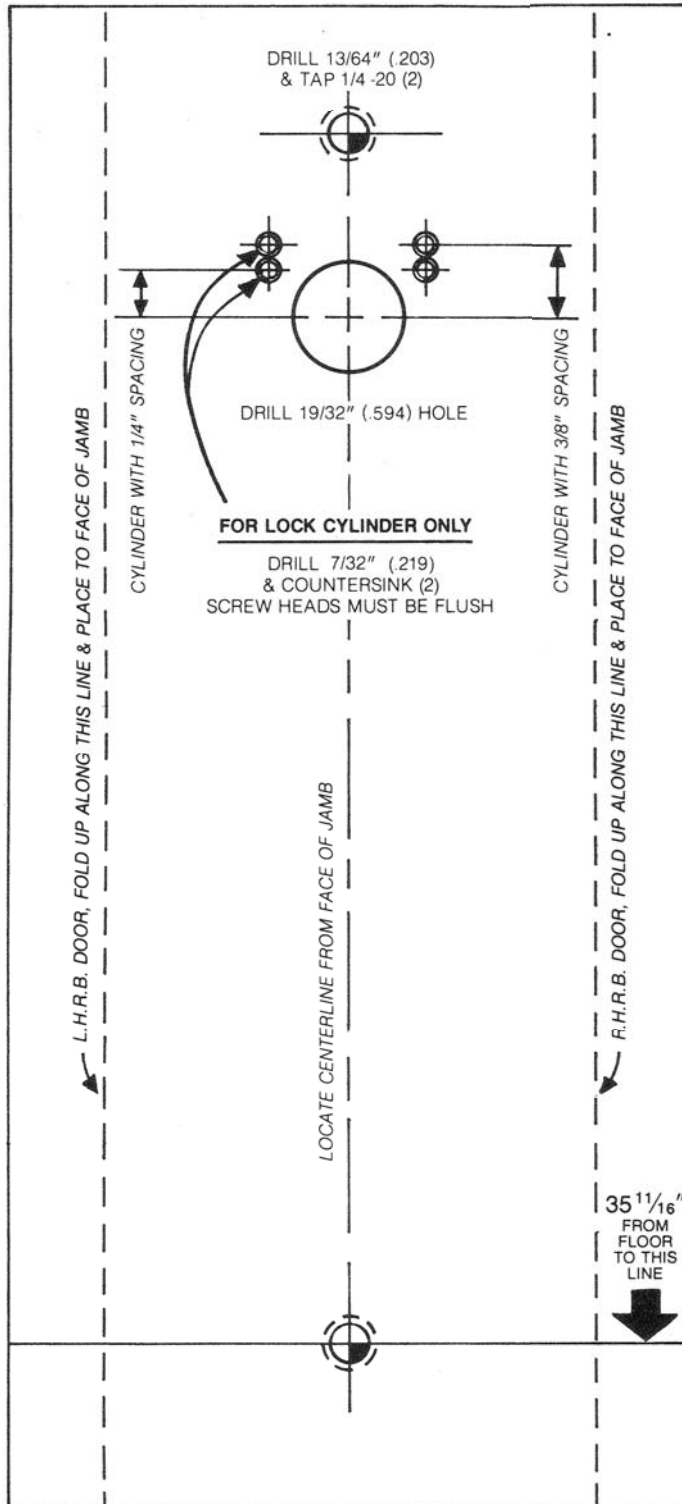 DRILL 13/64" (.203)
& TAP 1/4 -20 (2)
CYLINDER WITH 1/4" SPACING
CYLINDER WITH 3/8" SPACING
DRILL 19/32" (.594) HOLE
L.H.R.B. DOOR, FOLD UP ALONG THIS LINE & PLACE TO FACE OF JAMB
R.H.R.B. DOOR, FOLD UP ALONG THIS LINE & PLACE TO FACE OF JAMB
FOR LOCK CYLINDER ONLY
DRILL 7/32" (.219)
& COUNTERSINK (2)
SCREW HEADS MUST BE FLUSH
LOCATE CENTERLINE FROM FACE OF JAMB
35 11/16"
FROM
FLOOR
TO THIS
LINE